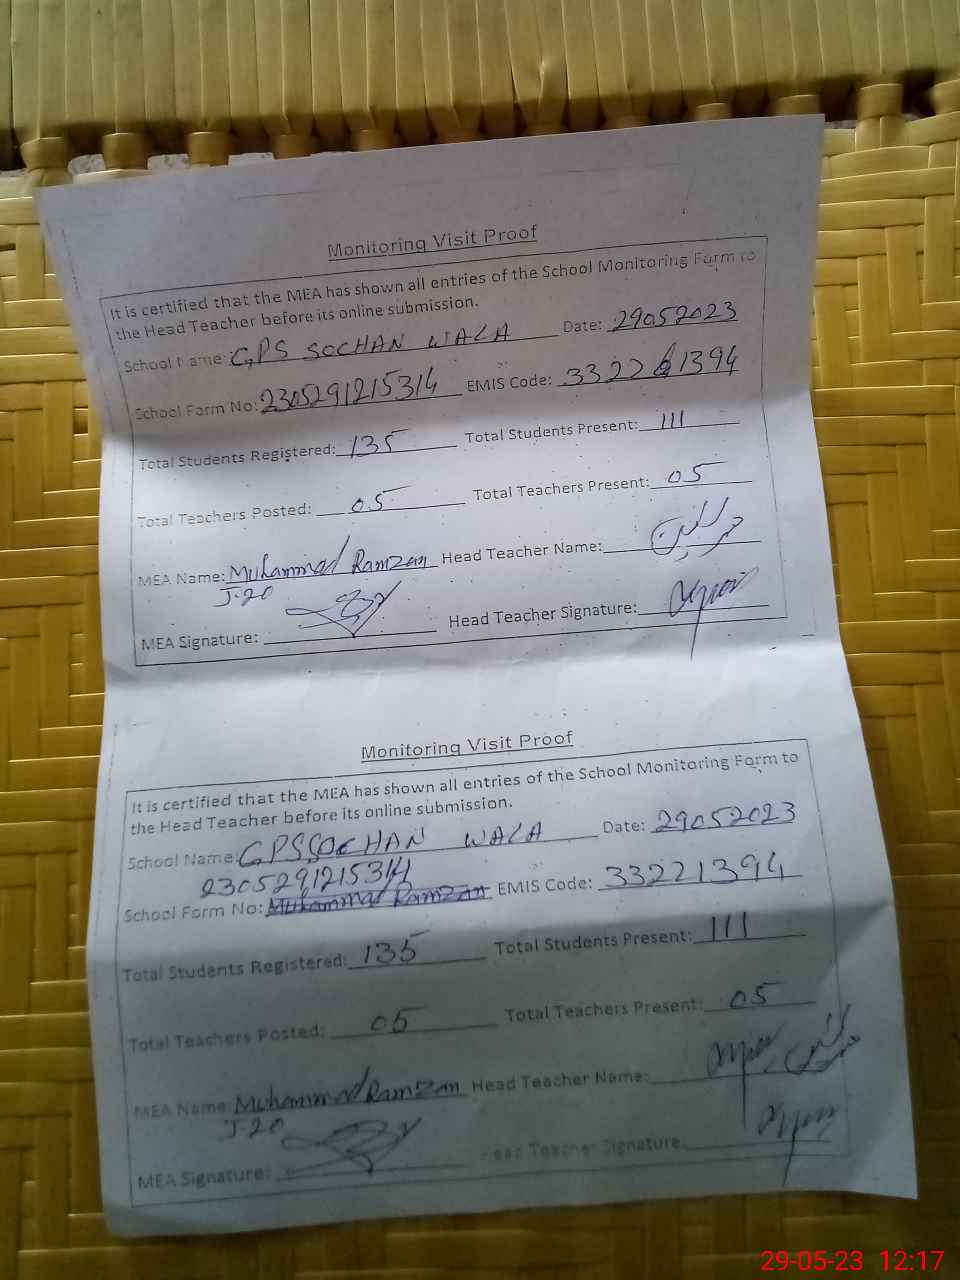 Monitoring Visit Proof
It is certified that the MEA has shown all entries of the School Monitoring Form to
the Head Teacher before its online submission.
School Name: GPS SOCHAN WALA Date: 29052023
School Form No: 2305291215314 EMIS Code: 33221394
Total Students Registered: 135 Total Students Present: 111
Total Teachers Posted: 05 Total Teachers Present: 05
MEA Name: Muhammad Ramzan Head Teacher Name:
J-20
MEA Signature: Head Teacher Signature:
Monitoring Visit Proof
It is certified that the MEA has shown all entries of the School Monitoring Form to
the Head Teacher before its online submission.
School Name: GPS SOCHAN WALA Date: 29052023
2305291215314
School Form No: Muhammad Ramzan EMIS Code: 33221394
Total Students Registered: 135 Total Students Present: 111
Total Teachers Posted: 05 Total Teachers Present: 05
MEA Name: Muhammad Ramzan Head Teacher Name:
J-20
MEA Signature: Head Teacher Signature:
29-05-23 12:17